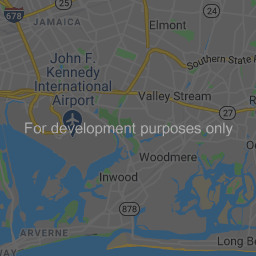 678
25
24
JAMAICA
Elmont
John F.
Kennedy
International
Airport
Southern State
Valley Stream
27
For development purposes only
Woodmere
Inwood
878
ARVERNE
WAY
Long Be